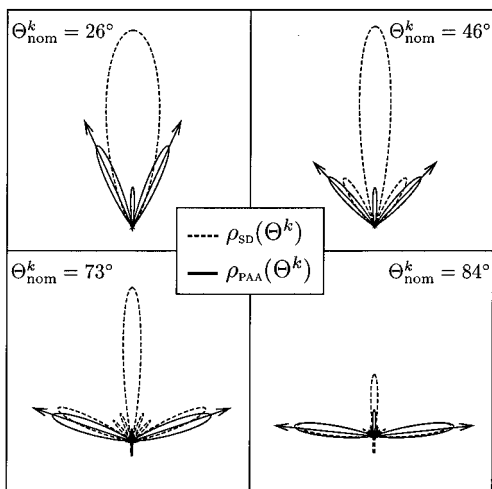 Θ^k_nom = 26°
Θ^k_nom = 46°
ρ_SD(Θ^k)
ρ_PAA(Θ^k)
Θ^k_nom = 73°
Θ^k_nom = 84°